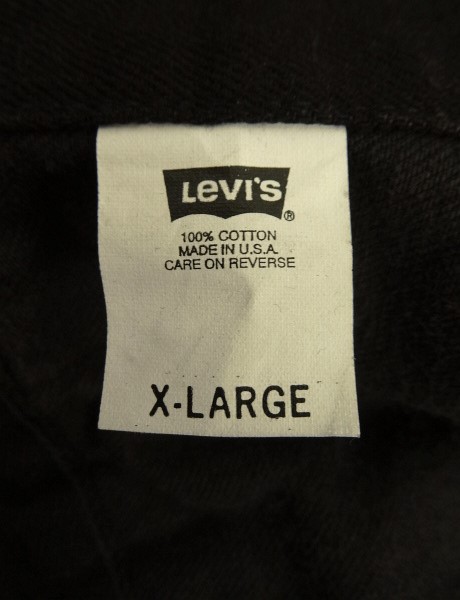 Levi's ®
100% COTTON
MADE IN U.S.A.
CARE ON REVERSE
X-LARGE